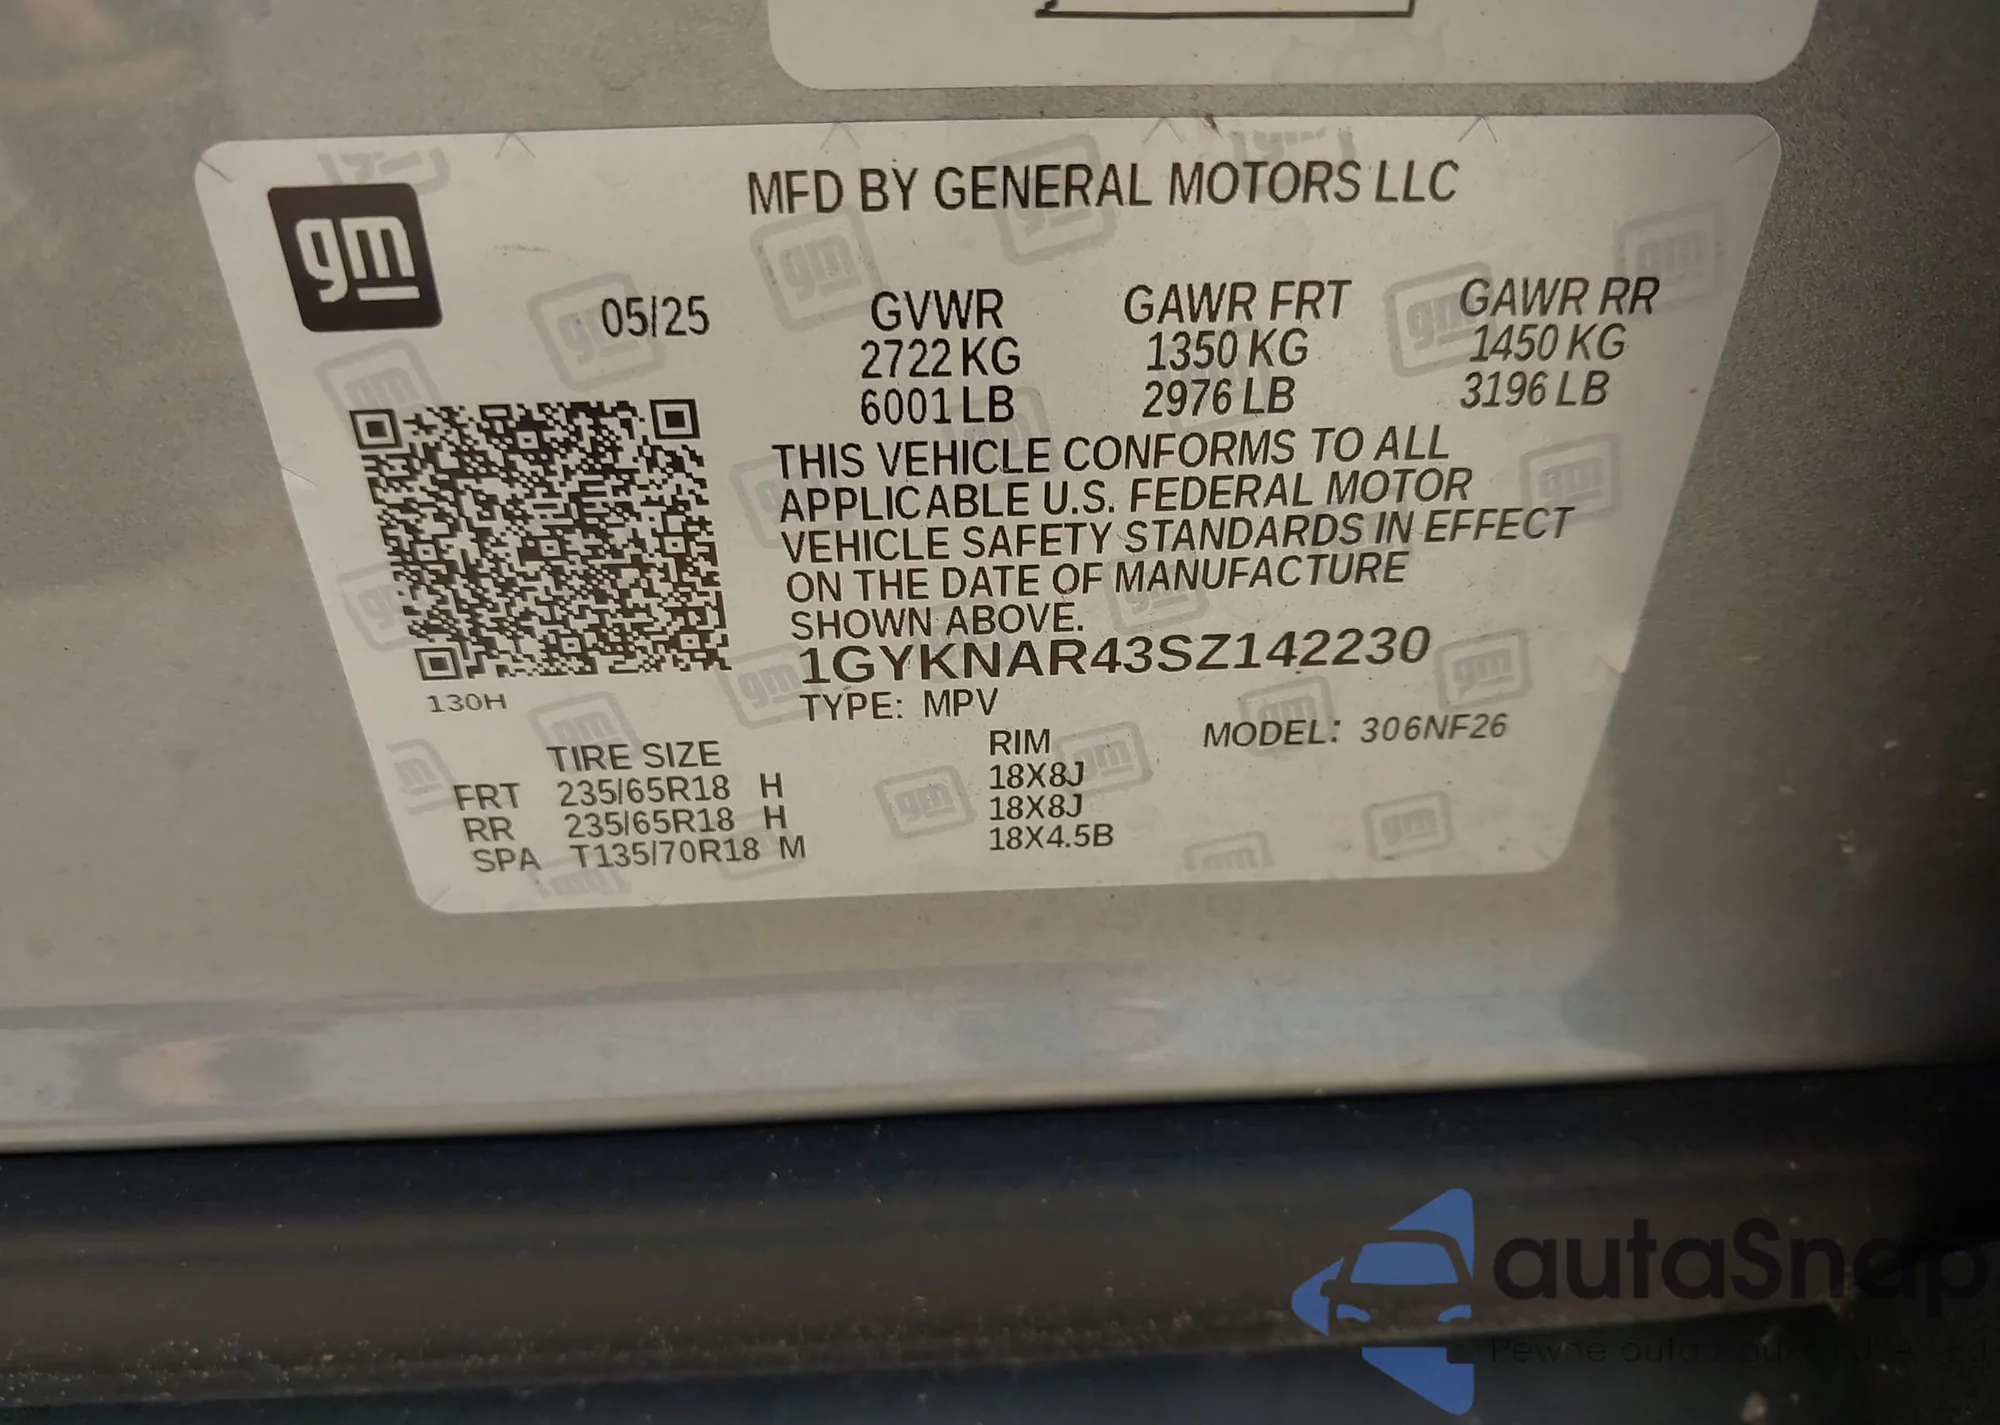 MFD BY GENERAL MOTORS LLC
gm
05/25
GVWR GAWR FRT GAWR RR
2722 KG 1350 KG 1450 KG
6001 LB 2976 LB 3196 LB
THIS VEHICLE CONFORMS TO ALL
APPLICABLE U.S. FEDERAL MOTOR
VEHICLE SAFETY STANDARDS IN EFFECT
ON THE DATE OF MANUFACTURE
SHOWN ABOVE.
1GYKNAR43SZ142230
130H
TYPE: MPV
MODEL: 306NF26
TIRE SIZE RIM
FRT 235/65R18 H 18X8J
RR 235/65R18 H 18X8J
SPA T135/70R18 M 18X4.5B
autaSnap
Pewne auta